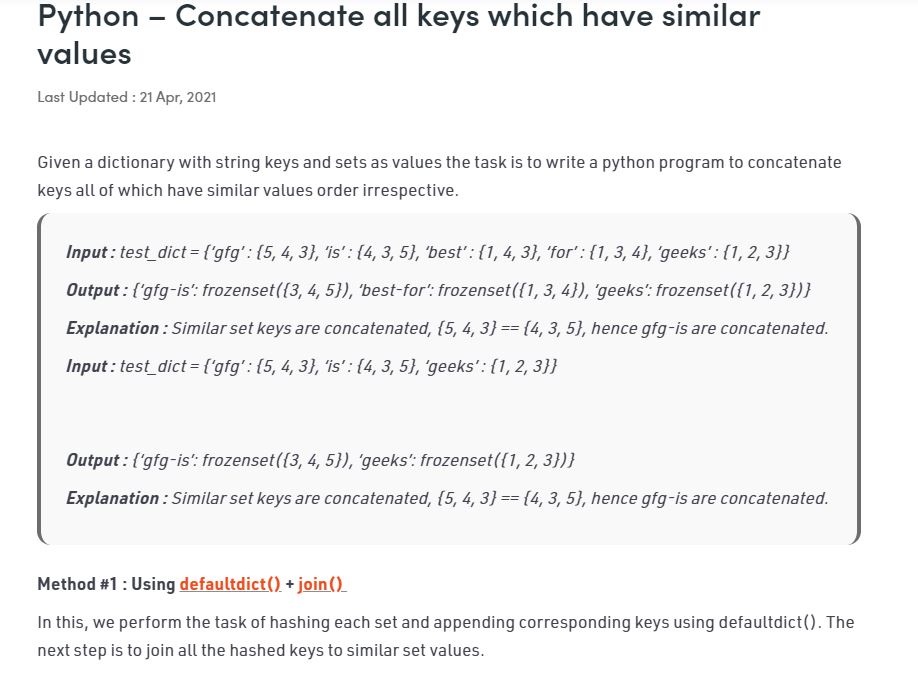 Python – Concatenate all keys which have similar
values
Last Updated : 21 Apr, 2021
Given a dictionary with string keys and sets as values the task is to write a python program to concatenate
keys all of which have similar values order irrespective.
Input : test_dict = {‘gfg’ : {5, 4, 3}, ‘is’ : {4, 3, 5}, ‘best’ : {1, 4, 3}, ‘for’ : {1, 3, 4}, ‘geeks’ : {1, 2, 3}}
Output : {‘gfg-is’: frozenset({3, 4, 5}), ‘best-for’: frozenset({1, 3, 4}), ‘geeks’: frozenset({1, 2, 3})}
Explanation : Similar set keys are concatenated, {5, 4, 3} == {4, 3, 5}, hence gfg-is are concatenated.
Input : test_dict = {‘gfg’ : {5, 4, 3}, ‘is’ : {4, 3, 5}, ‘geeks’ : {1, 2, 3}}
Output : {‘gfg-is’: frozenset({3, 4, 5}), ‘geeks’: frozenset({1, 2, 3})}
Explanation : Similar set keys are concatenated, {5, 4, 3} == {4, 3, 5}, hence gfg-is are concatenated.
Method #1 : Using defaultdict() + join()
In this, we perform the task of hashing each set and appending corresponding keys using defaultdict(). The
next step is to join all the hashed keys to similar set values.